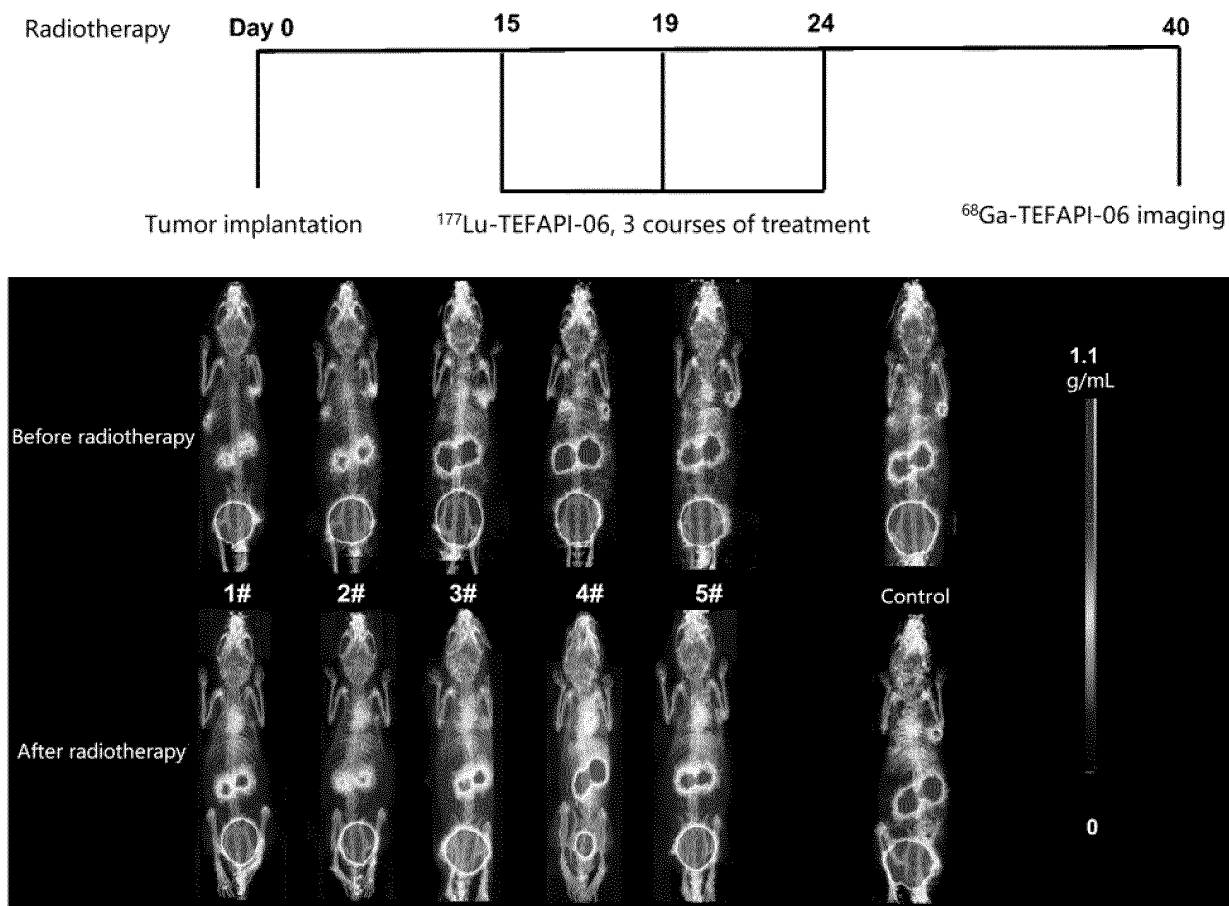 Radiotherapy Day 0 15 19 24 40
Tumor implantation ¹⁷⁷Lu-TEFAPI-06, 3 courses of treatment ⁶⁸Ga-TEFAPI-06 imaging
1.1
g/mL
Before radiotherapy
1# 2# 3# 4# 5# Control
After radiotherapy
0